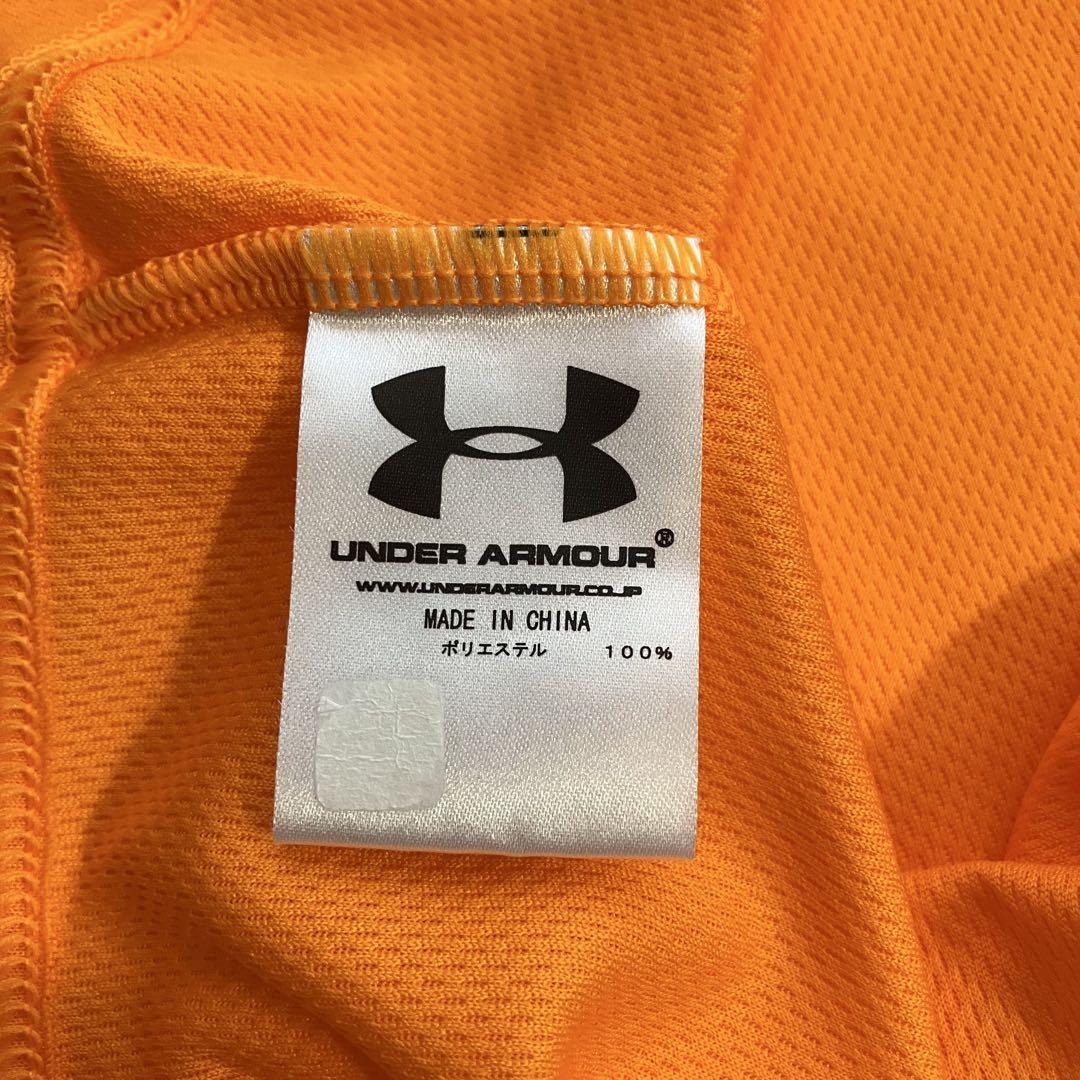 UNDER ARMOUR®
WWW.UNDERARMOUR.CO.JP
MADE IN CHINA
ポリエステル 100%